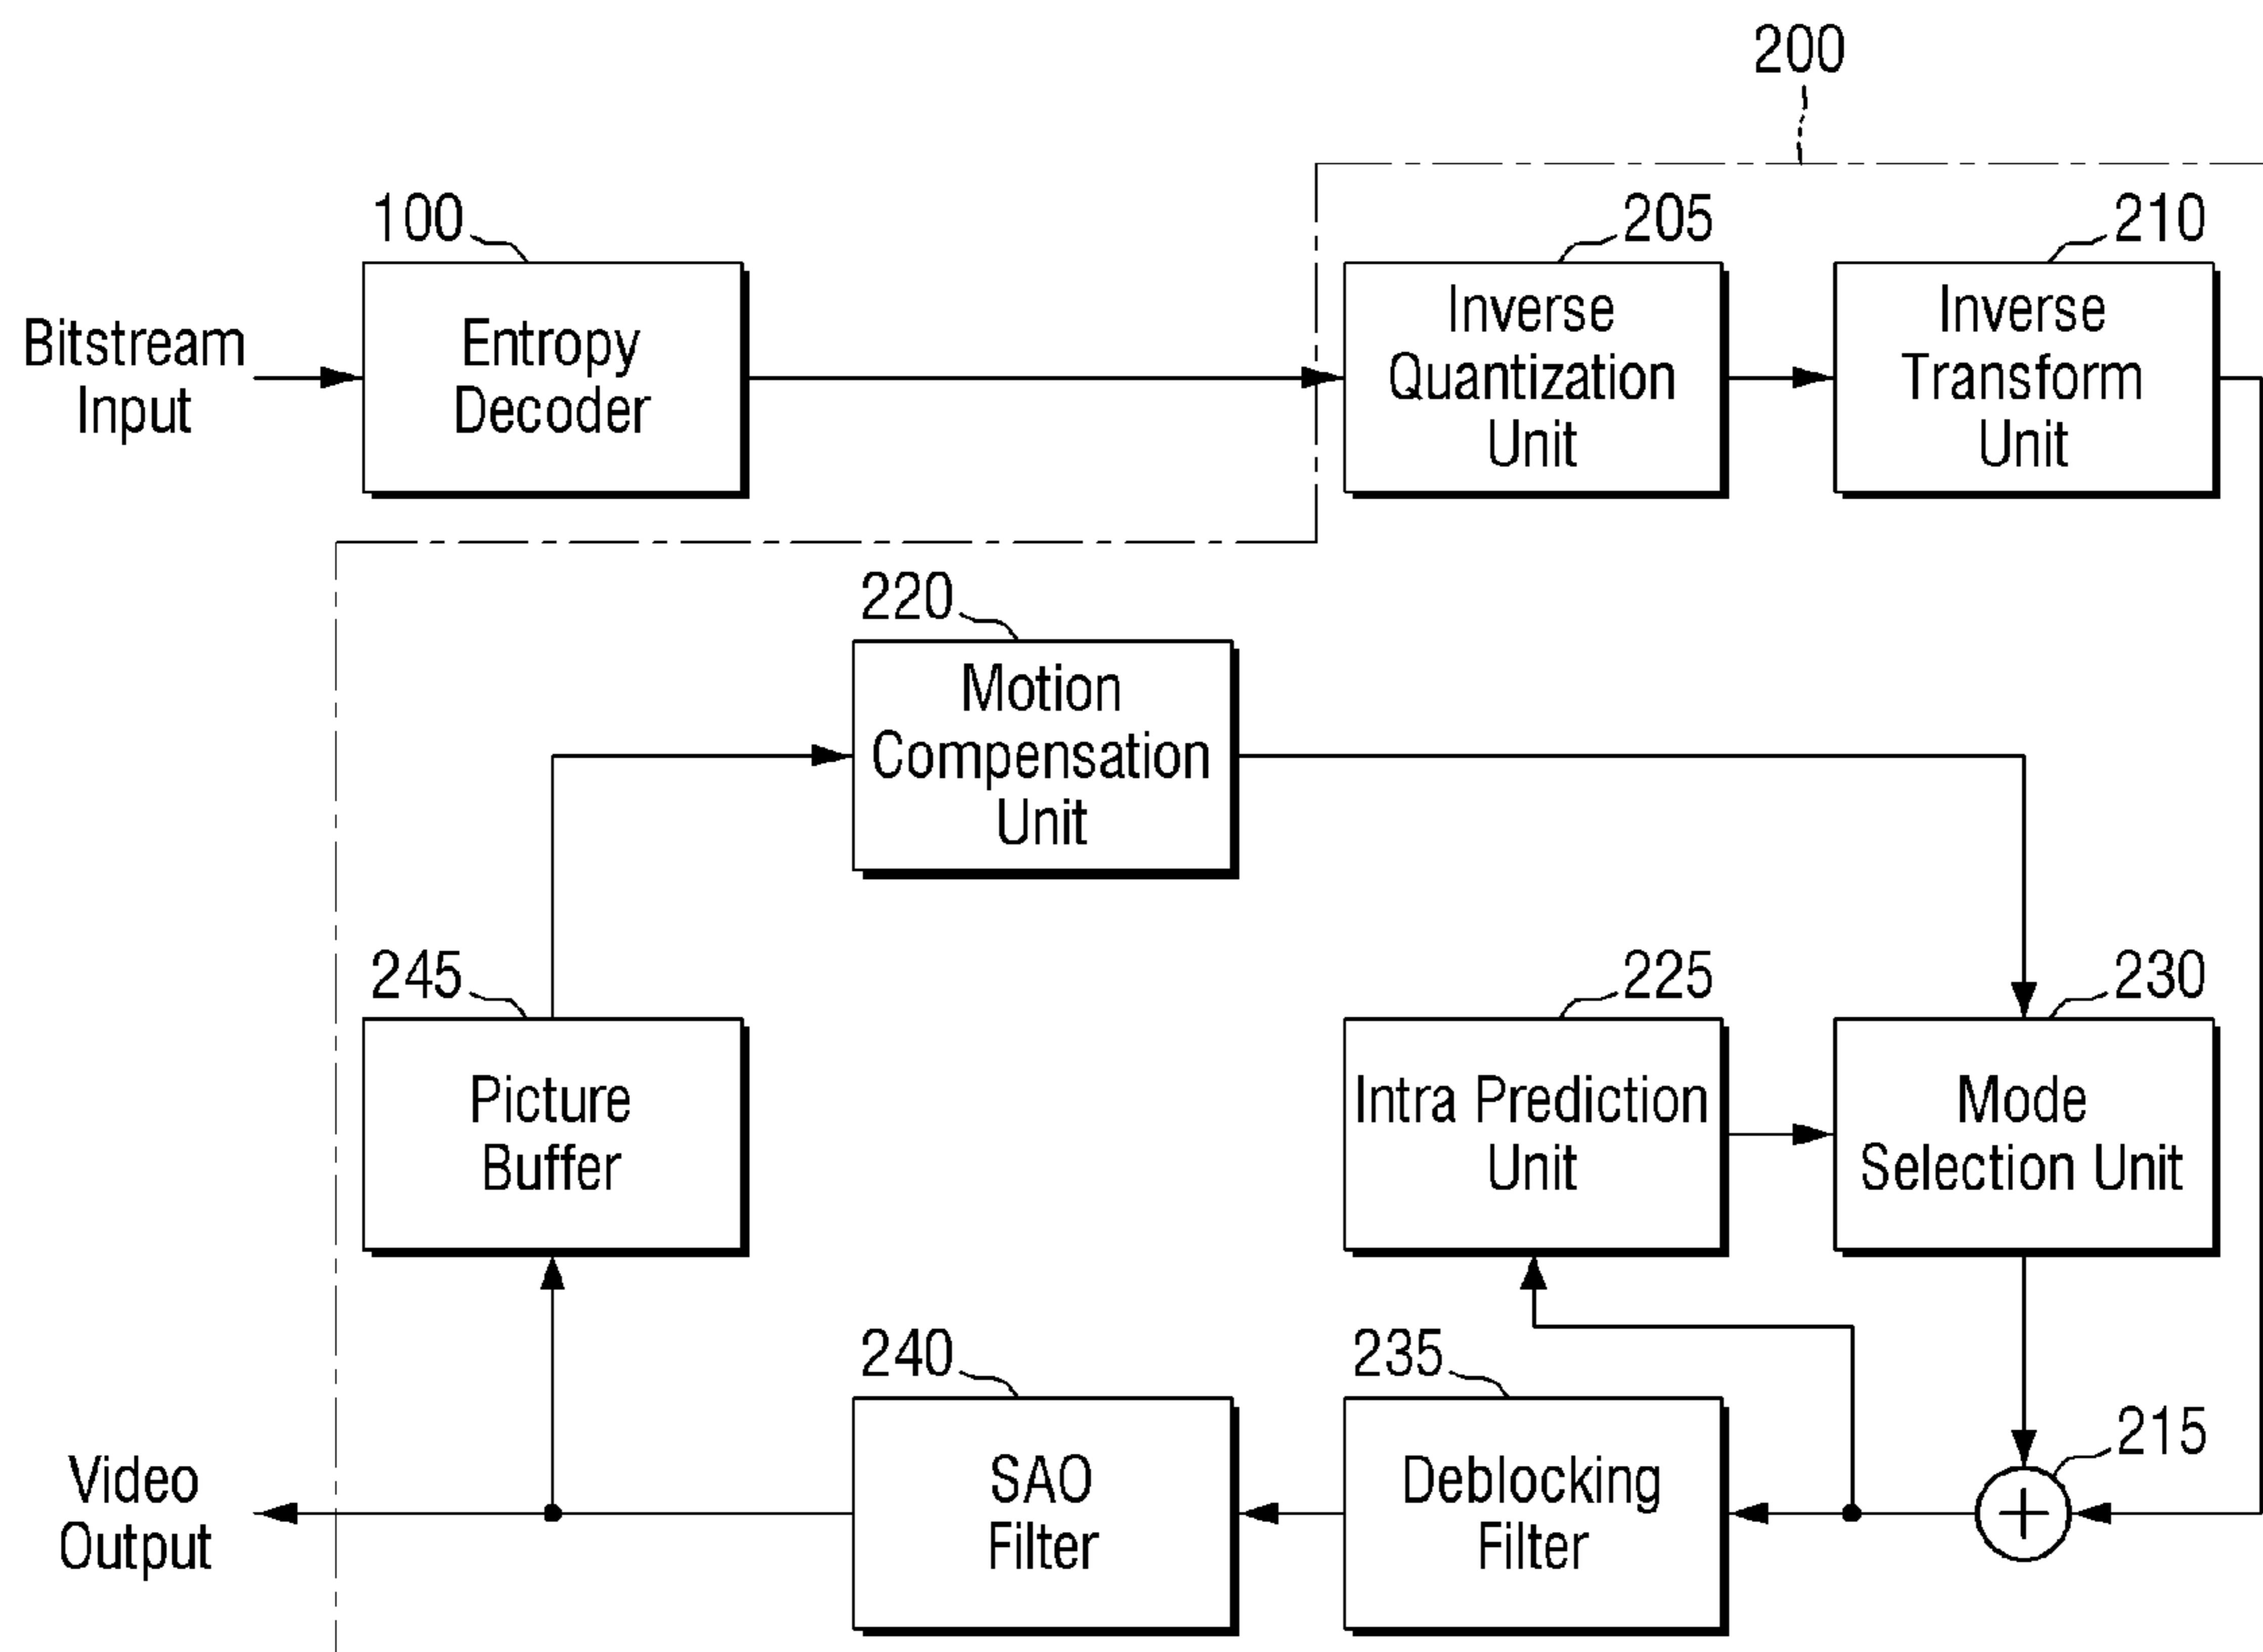 200
100
205
210
Bitstream
Input
Entropy
Decoder
Inverse
Quantization
Unit
Inverse
Transform
Unit
220
Motion
Compensation
Unit
245
225
230
Picture
Buffer
Intra Prediction
Unit
Mode
Selection Unit
240
235
215
Video
Output
SAO
Filter
Deblocking
Filter
+